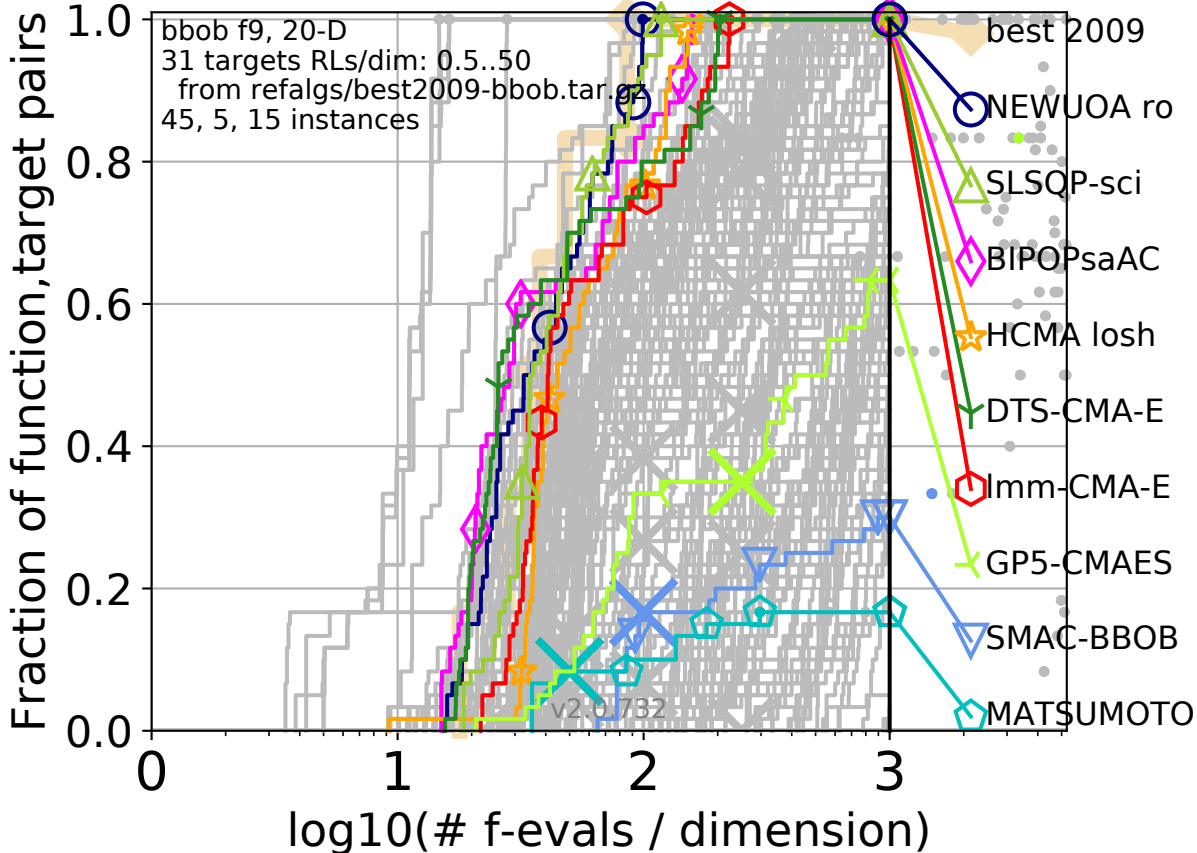 Fraction of function,target pairs
1.0
0.8
0.6
0.4
0.2
0.0
bbob f9, 20-D
31 targets RLs/dim: 0.5..50
from refalgs/best2009-bbob.tar.gz
45, 5, 15 instances
best 2009
NEWUOA ro
SLSQP-sci
BIPOPsaAC
HCMA losh
DTS-CMA-E
lmm-CMA-E
GP5-CMAES
SMAC-BBOB
MATSUMOTO
v2.0.732
0
1
2
3
log10(# f-evals / dimension)